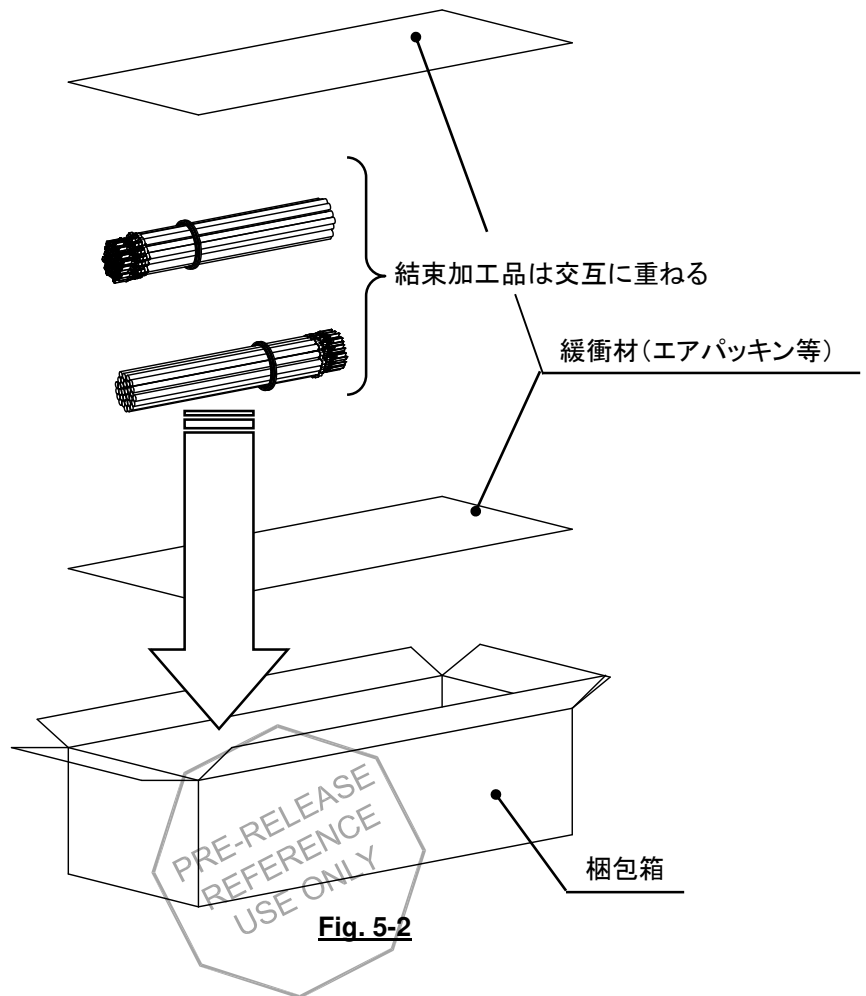 結束加工品は交互に重ねる
緩衝材（エアパッキン等）
梱包箱
PRE-RELEASE
REFERENCE
USE ONLY
Fig. 5-2